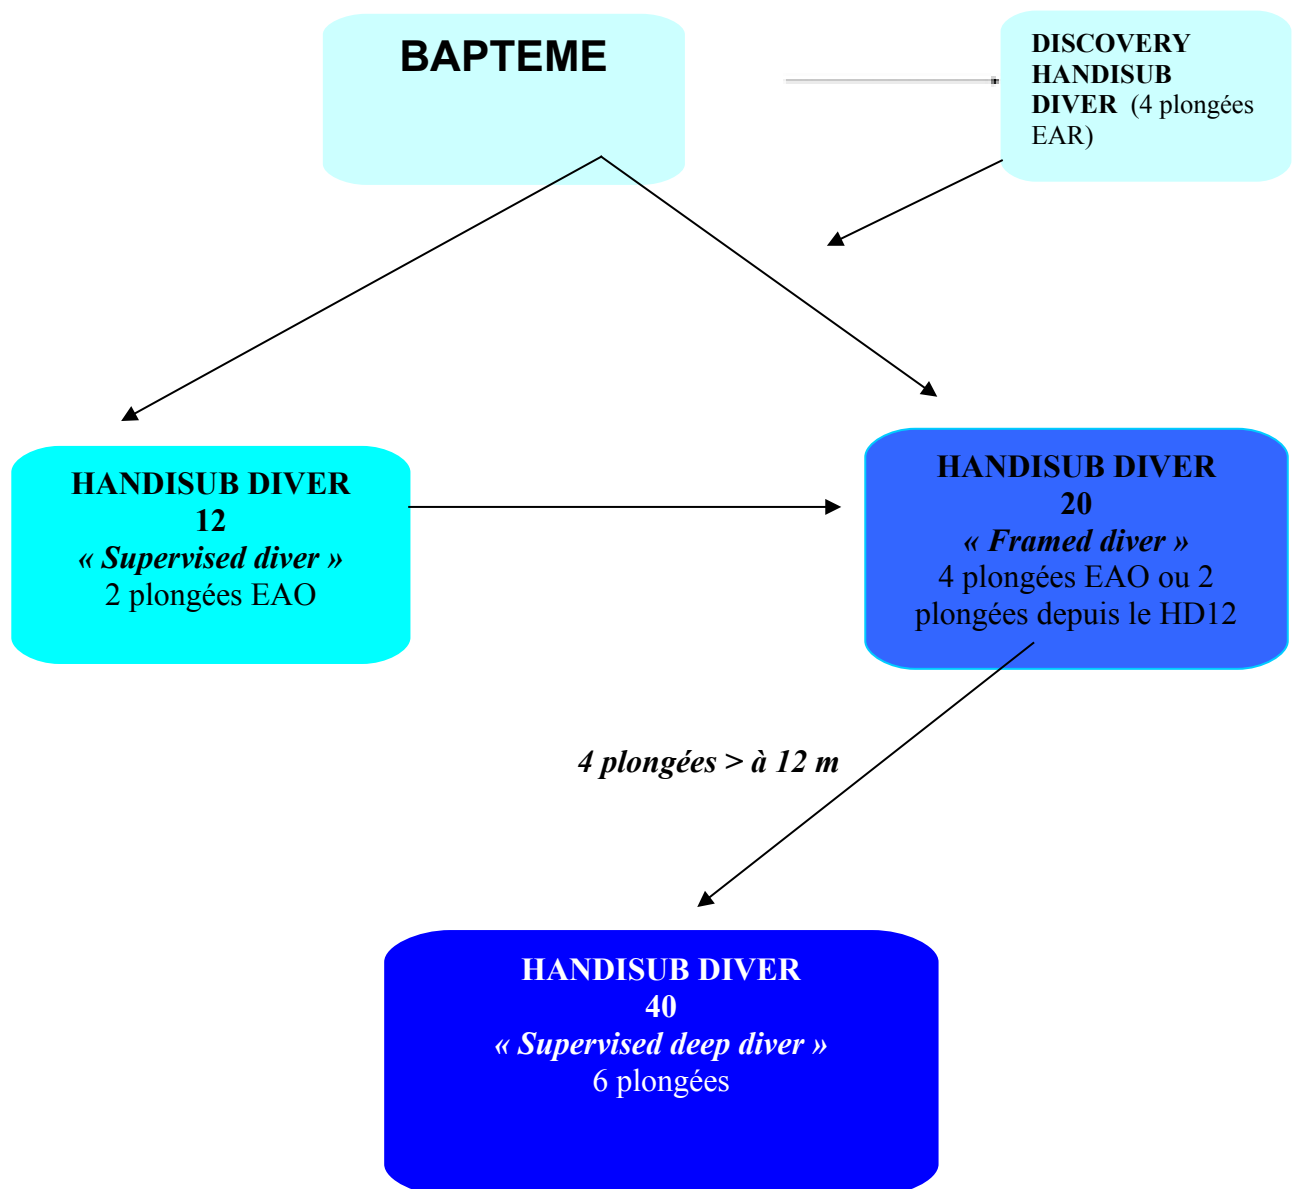 BAPTEME
DISCOVERY
HANDISUB
DIVER (4 plongées
EAR)
HANDISUB DIVER
12
« Supervised diver »
2 plongées EAO
HANDISUB DIVER
20
« Framed diver »
4 plongées EAO ou 2
plongées depuis le HD12
4 plongées > à 12 m
HANDISUB DIVER
40
« Supervised deep diver »
6 plongées